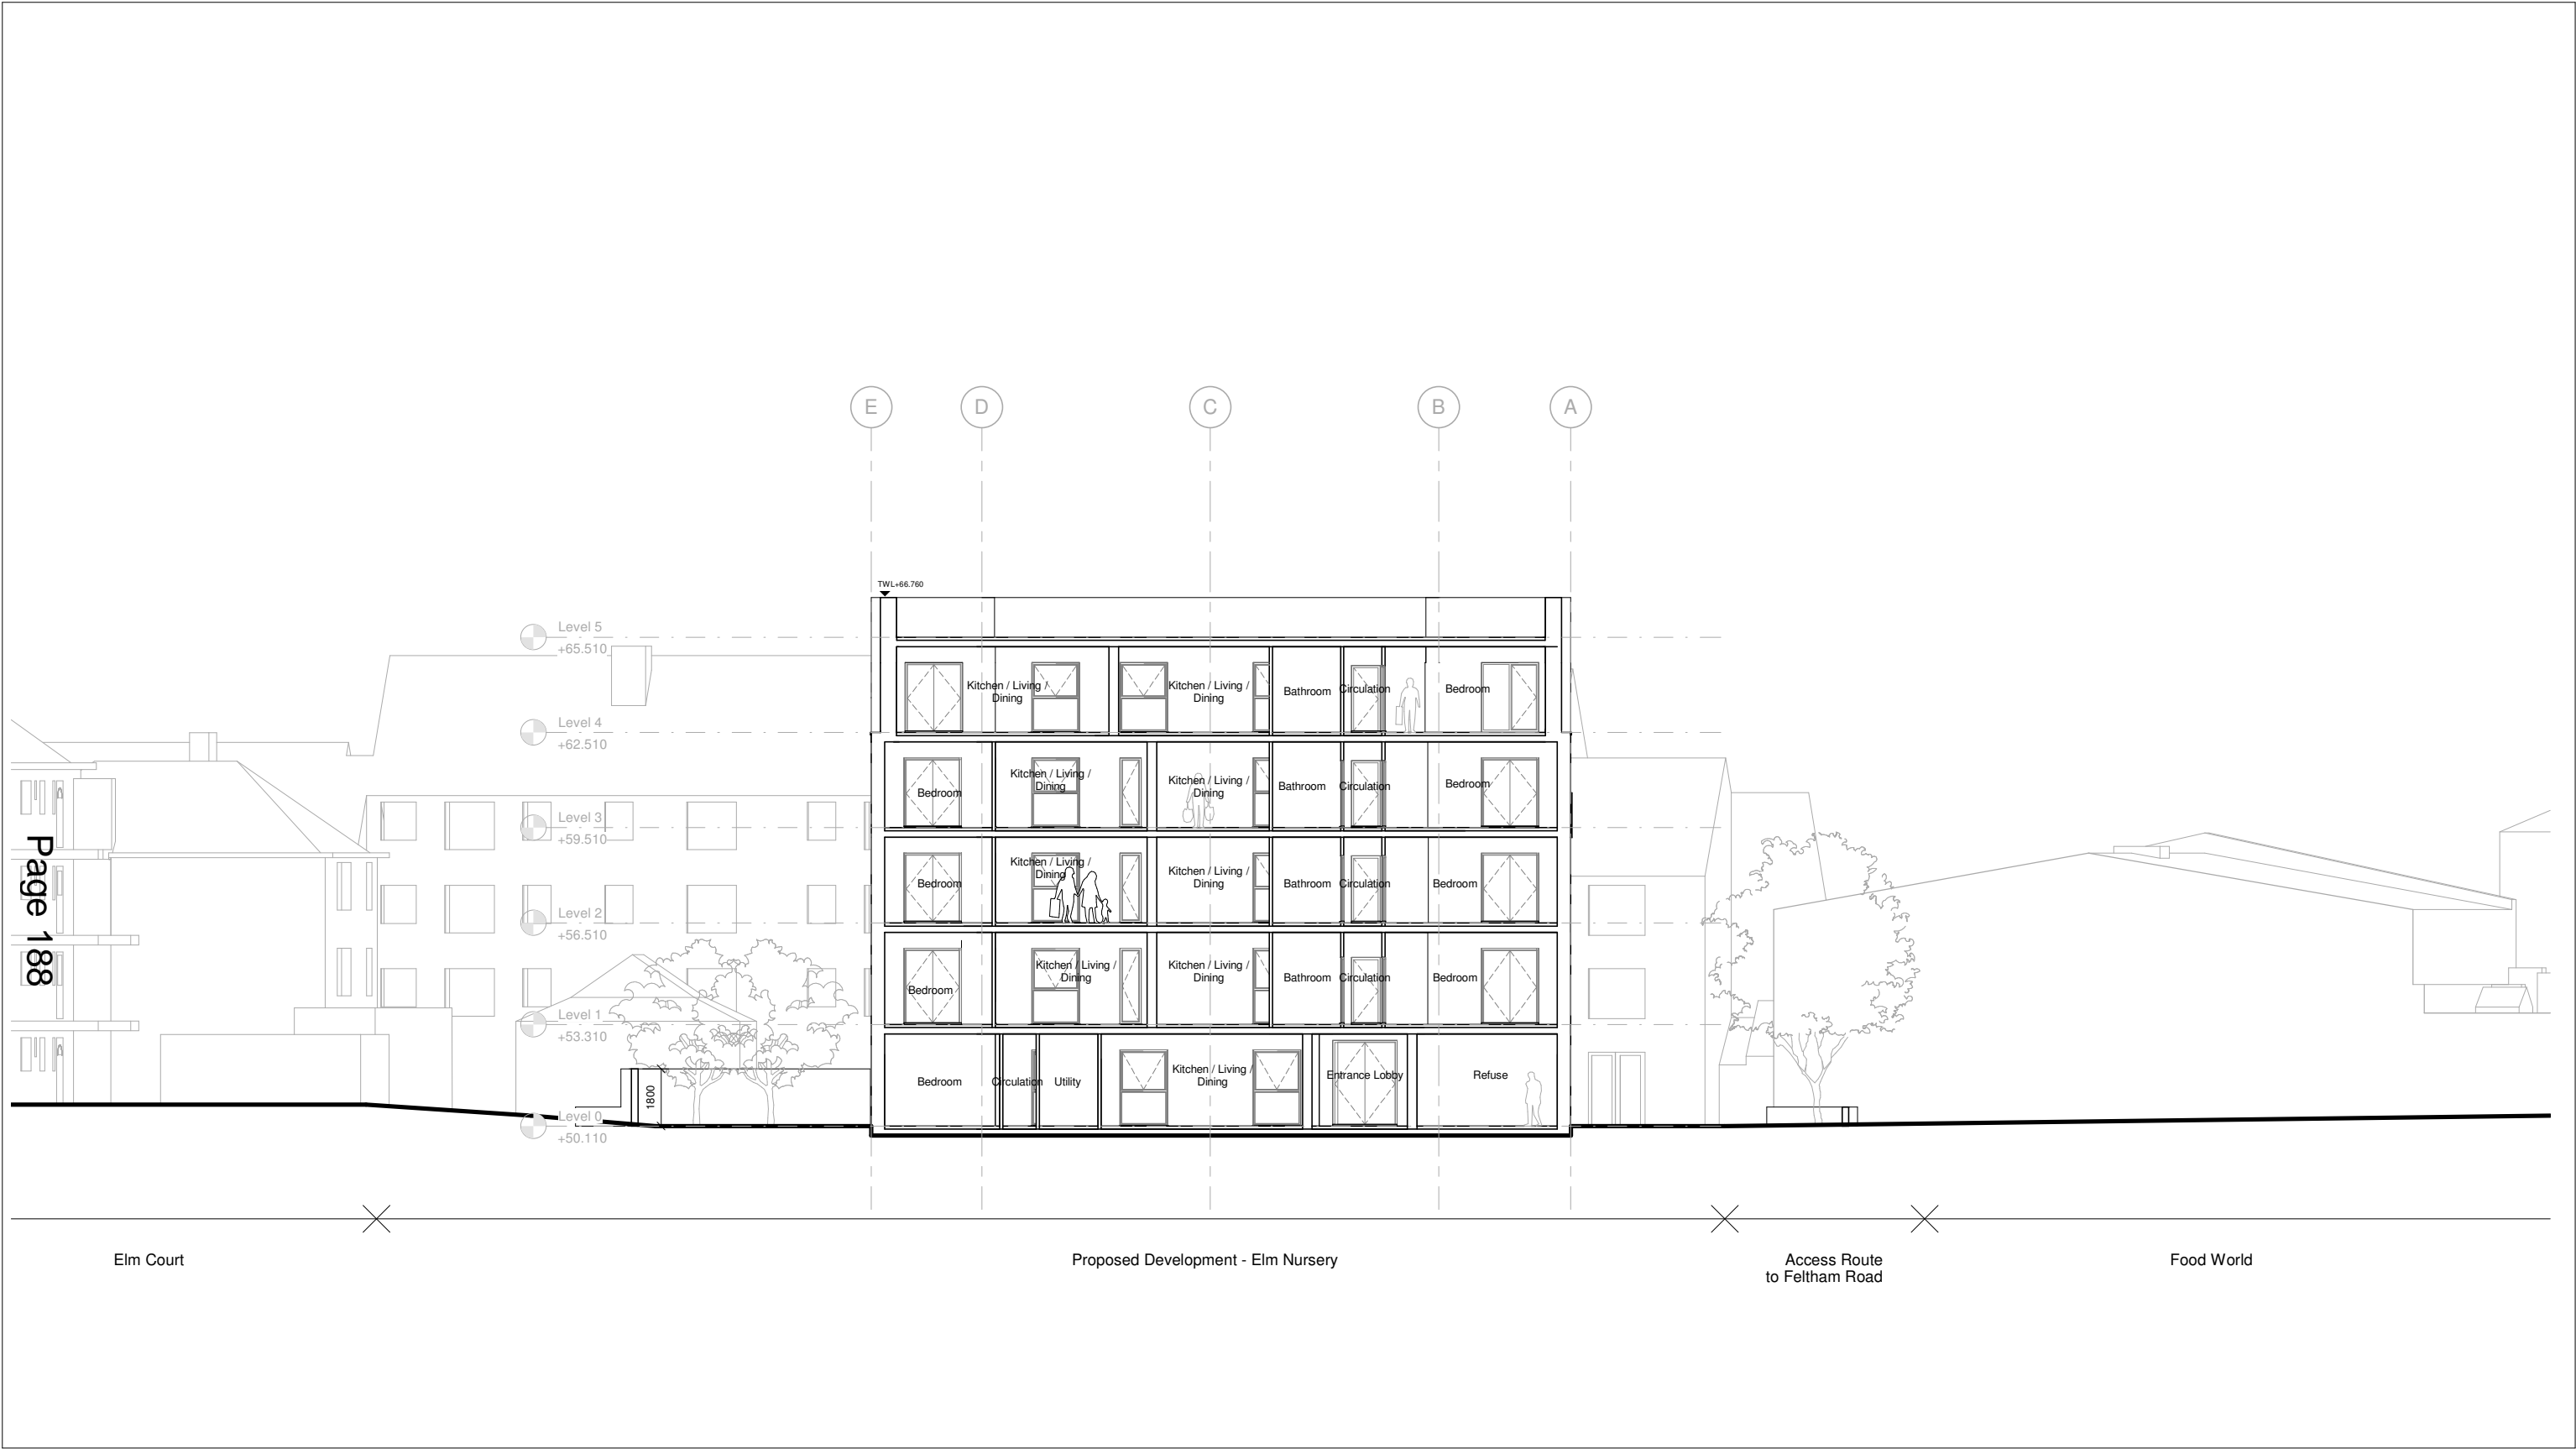 E
D
C
B
A
TWL+66.760
Level 5
+65.510
Kitchen / Living /
Dining
Kitchen / Living /
Dining
Bathroom
Circulation
Bedroom
Level 4
+62.510
Bedroom
Kitchen / Living /
Dining
Kitchen / Living /
Dining
Bathroom
Circulation
Bedroom
Level 3
+59.510
Bedroom
Kitchen / Living /
Dining
Kitchen / Living /
Dining
Bathroom
Circulation
Bedroom
Level 2
+56.510
Bedroom
Kitchen / Living /
Dining
Kitchen / Living /
Dining
Bathroom
Circulation
Bedroom
Level 1
+53.310
Bedroom
Circulation
Utility
Kitchen / Living /
Dining
Entrance Lobby
Refuse
1800
Level 0
+50.110
Page 188
Elm Court
Proposed Development - Elm Nursery
Access Route
to Feltham Road
Food World